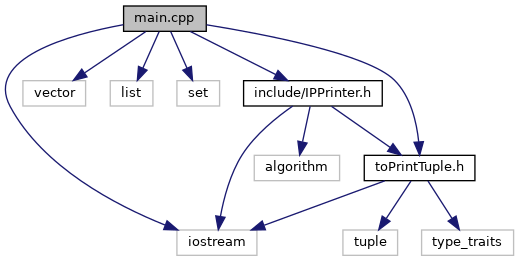 main.cpp
vector
list
set
include/IPPrinter.h
algorithm
toPrintTuple.h
iostream
tuple
type_traits